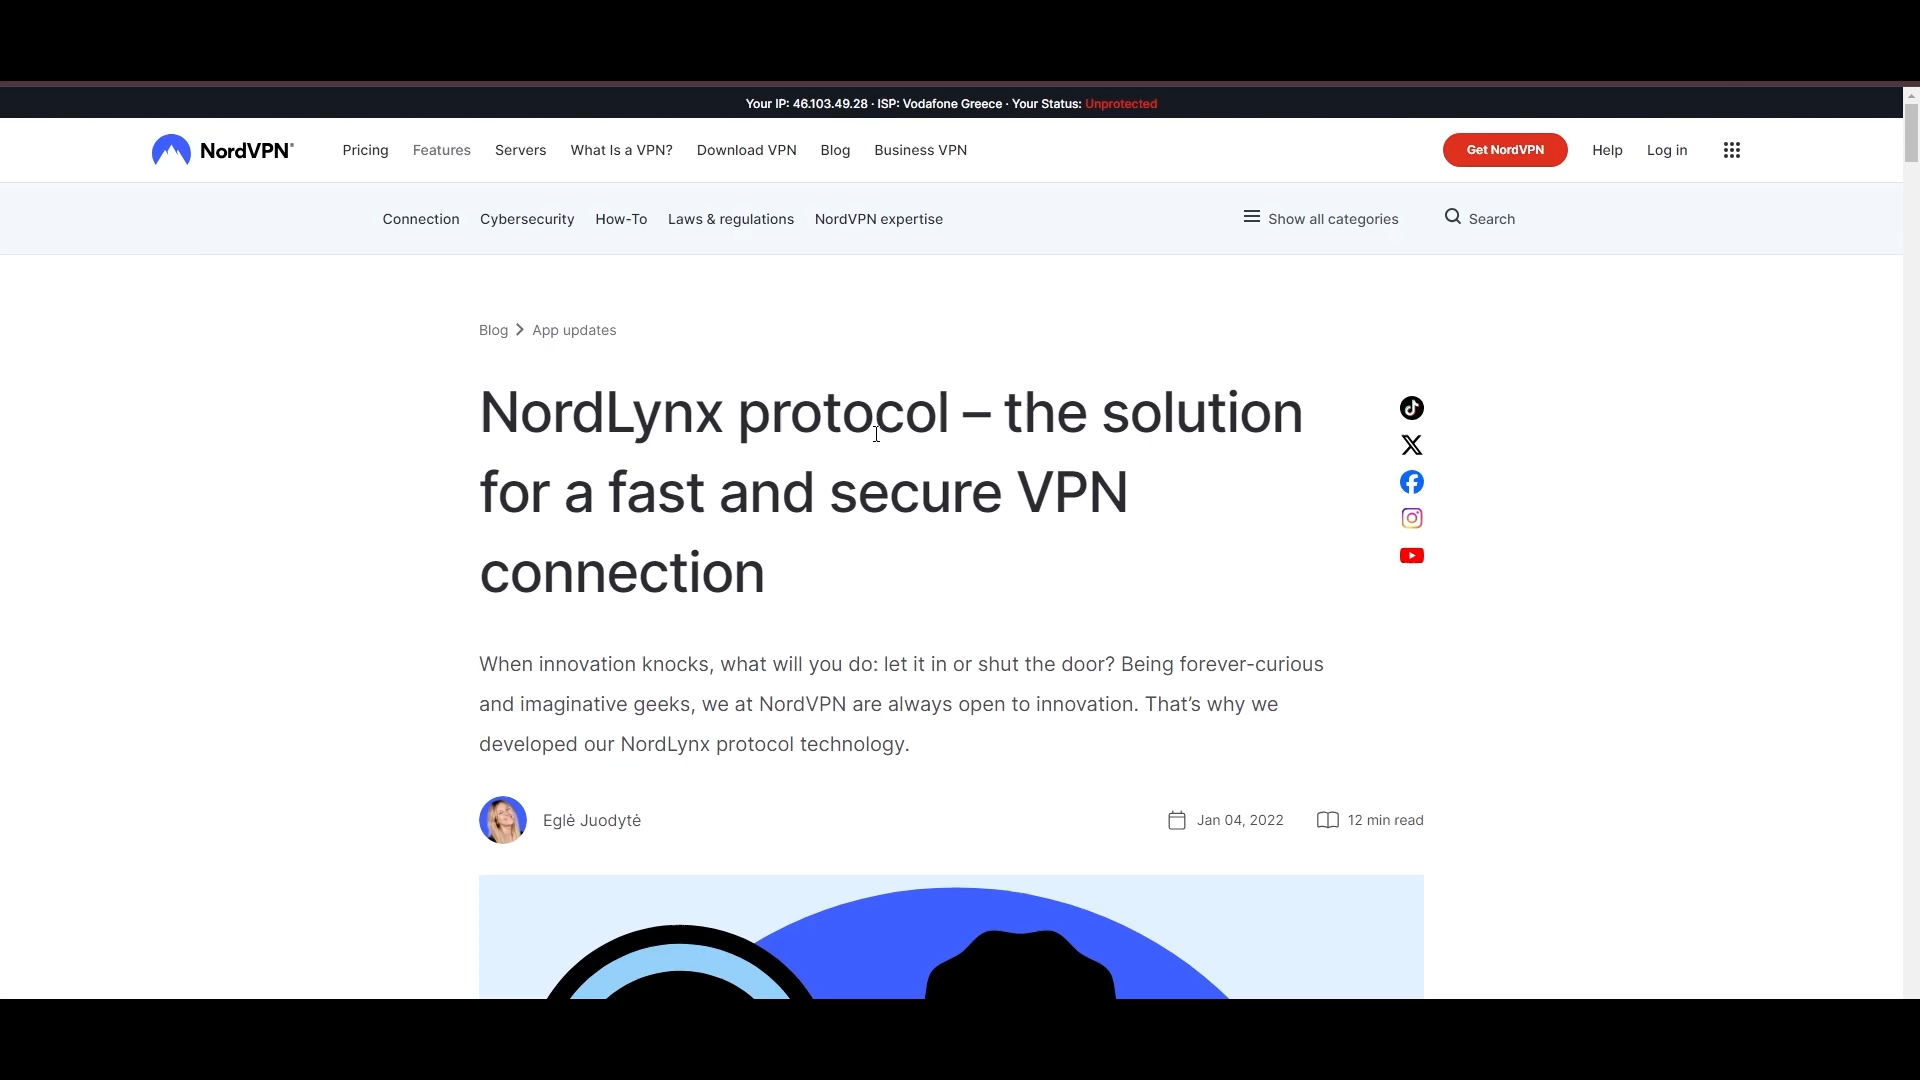 Your IP: 46.103.49.28 · ISP: Vodafone Greece · Your Status: Unprotected
NordVPN®
Pricing
Features
Servers
What Is a VPN?
Download VPN
Blog
Business VPN
Get NordVPN
Help
Log in
Connection
Cybersecurity
How-To
Laws & regulations
NordVPN expertise
Show all categories
Search
Blog
App updates
NordLynx protocol – the solution
for a fast and secure VPN
connection
When innovation knocks, what will you do: let it in or shut the door? Being forever-curious
and imaginative geeks, we at NordVPN are always open to innovation. That’s why we
developed our NordLynx protocol technology.
Eglė Juodytė
Jan 04, 2022
12 min read